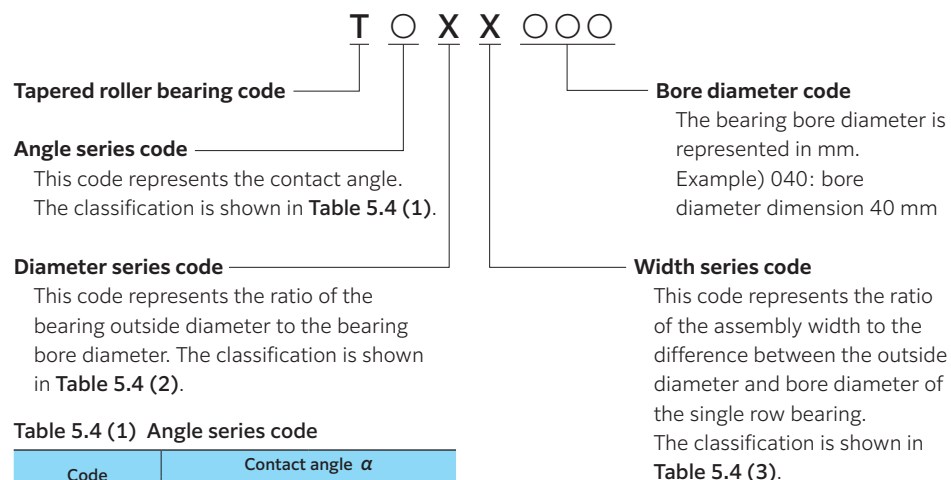 T ○ X X ○○○
Tapered roller bearing code
Angle series code
This code represents the contact angle.
The classification is shown in Table 5.4 (1).
Diameter series code
This code represents the ratio of the
bearing outside diameter to the bearing
bore diameter. The classification is shown
in Table 5.4 (2).
Bore diameter code
The bearing bore diameter is
represented in mm.
Example) 040: bore
diameter dimension 40 mm
Width series code
This code represents the ratio
of the assembly width to the
difference between the outside
diameter and bore diameter of
the single row bearing.
The classification is shown in
Table 5.4 (3).
Table 5.4 (1) Angle series code
Code
Contact angle α